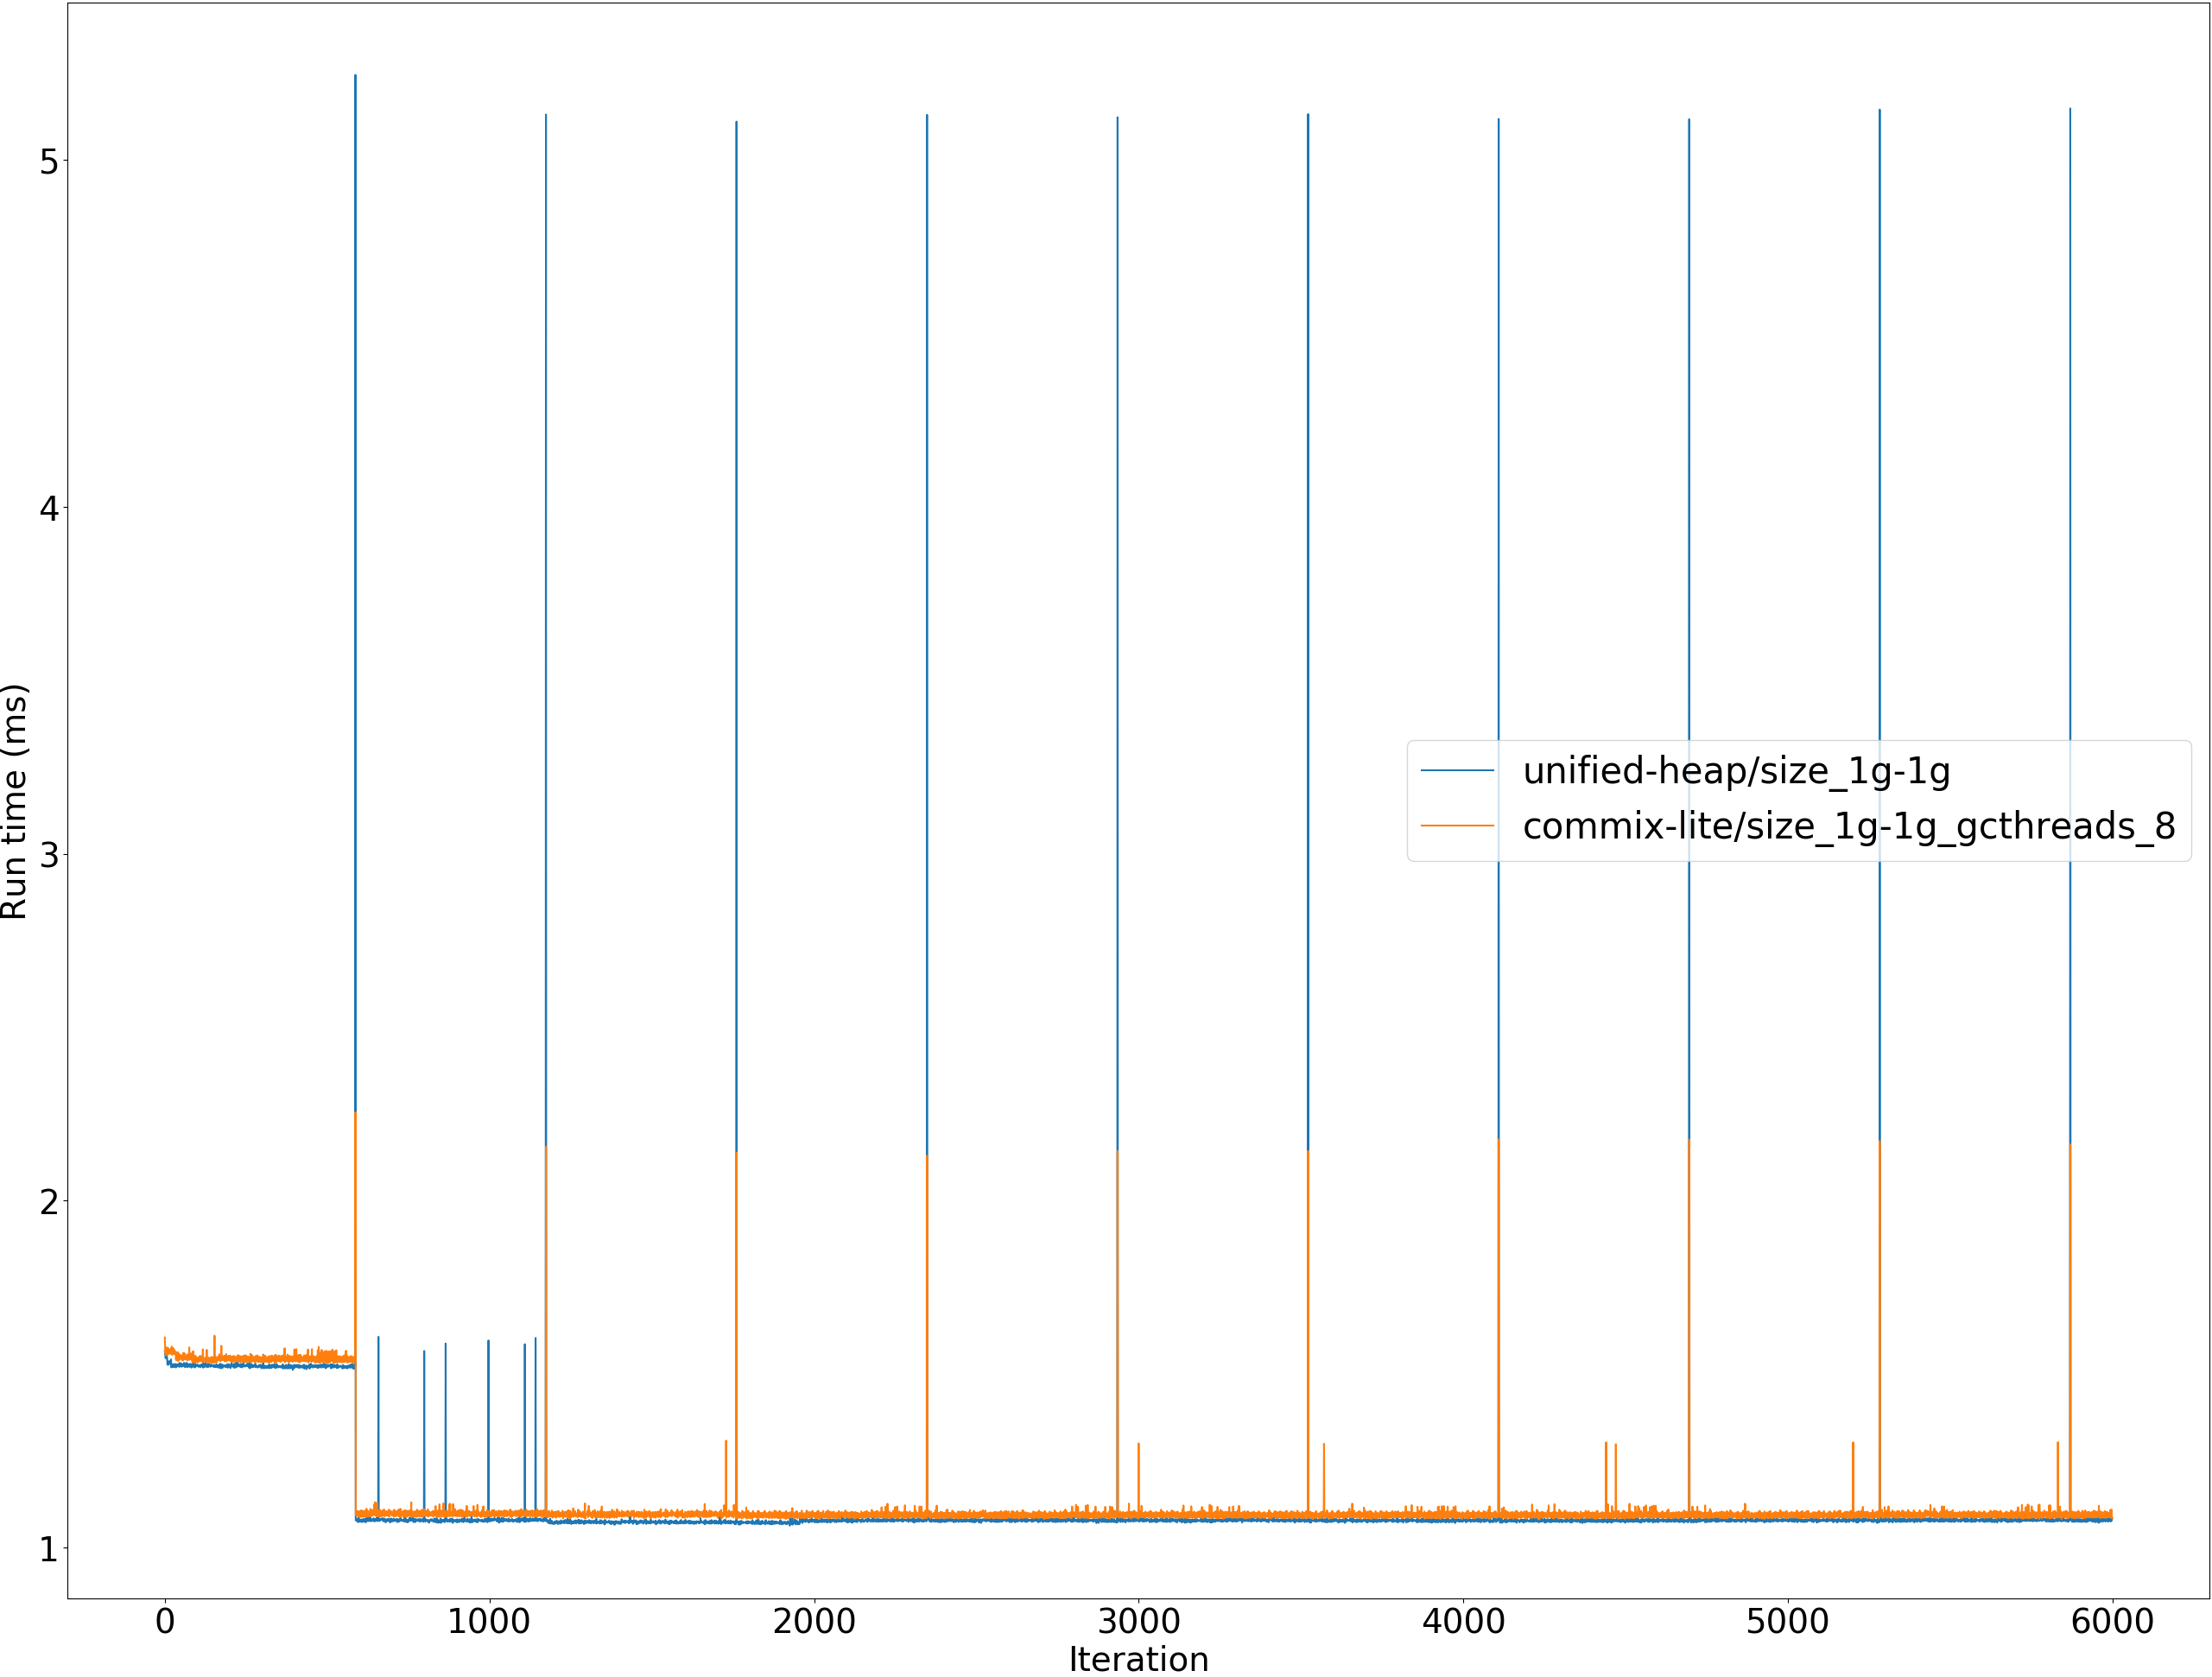 Run time (ms)
5
4
3
2
1
unified-heap/size_1g-1g
commix-lite/size_1g-1g_gcthreads_8
0 1000 2000 3000 4000 5000 6000
Iteration